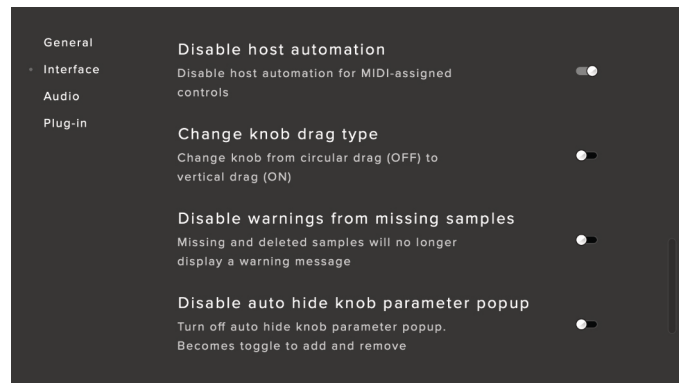 General
Interface
Audio
Plug-in
Disable host automation
Disable host automation for MIDI-assigned
controls
Change knob drag type
Change knob from circular drag (OFF) to
vertical drag (ON)
Disable warnings from missing samples
Missing and deleted samples will no longer
display a warning message
Disable auto hide knob parameter popup
Turn off auto hide knob parameter popup.
Becomes toggle to add and remove